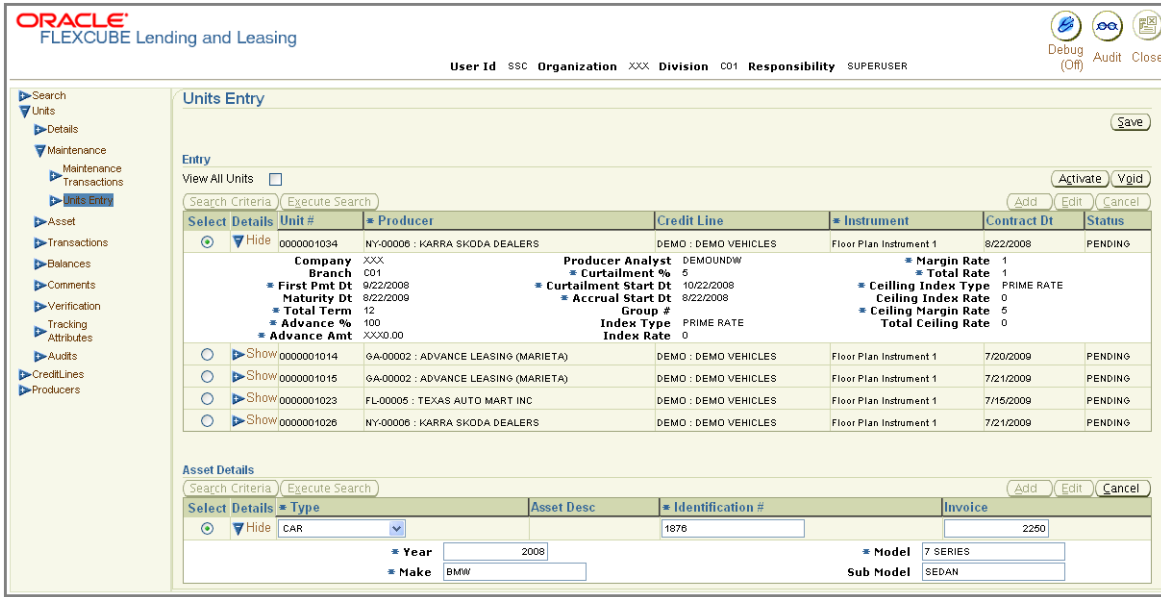 ORACLE
FLEXCUBE Lending and Leasing
Debug (Off) Audit Close
User Id SSC Organization XXX Division C01 Responsibility SUPERUSER
Search
Units
Details
Maintenance
Maintenance
Transactions
Units Entry
Asset
Transactions
Balances
Comments
Verification
Tracking
Attributes
Audits
CreditLines
Producers
Units Entry
Save
Entry
View All Units
Activate Void
Search Criteria Execute Search Add Edit Cancel
Select Details Unit # * Producer Credit Line * Instrument Contract Dt Status
Hide 0000001034 NY-00006 : KARRA SKODA DEALERS DEMO : DEMO VEHICLES Floor Plan Instrument 1 8/22/2008 PENDING
Company XXX Producer Analyst DEMOUNDW * Margin Rate 1
Branch C01 * Curtailment % 5 * Total Rate 1
* First Pmt Dt 9/22/2008 * Curtailment Start Dt 10/22/2008 * Ceilling Index Type PRIME RATE
Maturity Dt 8/22/2009 * Accrual Start Dt 8/22/2008 Ceiling Index Rate 0
* Total Term 12 Group # * Ceiling Margin Rate 5
* Advance % 100 Index Type PRIME RATE Total Ceiling Rate 0
* Advance Amt XXX0.00 Index Rate 0
Show 0000001014 GA-00002 : ADVANCE LEASING (MARIETA) DEMO : DEMO VEHICLES Floor Plan Instrument 1 7/20/2009 PENDING
Show 0000001015 GA-00002 : ADVANCE LEASING (MARIETA) DEMO : DEMO VEHICLES Floor Plan Instrument 1 7/21/2009 PENDING
Show 0000001023 FL-00005 : TEXAS AUTO MART INC DEMO : DEMO VEHICLES Floor Plan Instrument 1 7/15/2009 PENDING
Show 0000001026 NY-00006 : KARRA SKODA DEALERS DEMO : DEMO VEHICLES Floor Plan Instrument 1 7/21/2009 PENDING
Asset Details
Search Criteria Execute Search Add Edit Cancel
Select Details * Type Asset Desc * Identification # Invoice
Hide CAR 1876 2250
* Year 2008 * Model 7 SERIES
* Make BMW Sub Model SEDAN